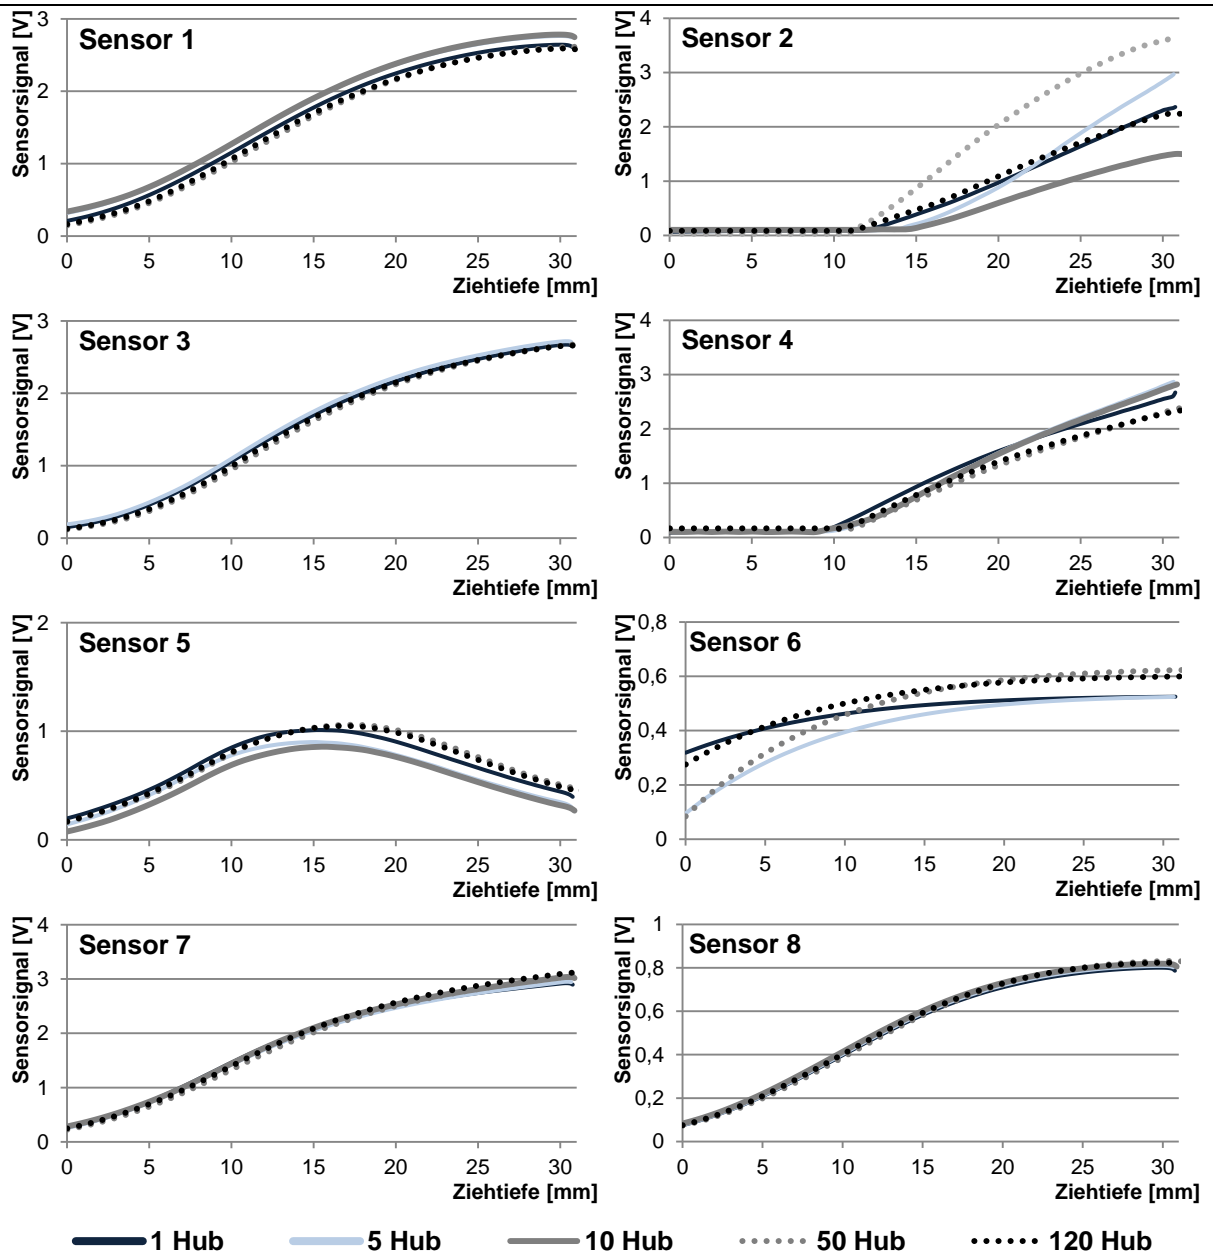 Sensor 1
Sensorsignal [V]
3
2
1
0
0 5 10 15 20 25 30
Ziehtiefe [mm]
Sensor 2
Sensorsignal [V]
4
3
2
1
0
0 5 10 15 20 25 30
Ziehtiefe [mm]
Sensor 3
Sensorsignal [V]
3
2
1
0
0 5 10 15 20 25 30
Ziehtiefe [mm]
Sensor 4
Sensorsignal [V]
4
3
2
1
0
0 5 10 15 20 25 30
Ziehtiefe [mm]
Sensor 5
Sensorsignal [V]
2
1
0
0 5 10 15 20 25 30
Ziehtiefe [mm]
Sensor 6
Sensorsignal [V]
0,8
0,6
0,4
0,2
0
0 5 10 15 20 25 30
Ziehtiefe [mm]
Sensor 7
Sensorsignal [V]
4
3
2
1
0
0 5 10 15 20 25 30
Ziehtiefe [mm]
Sensor 8
Sensorsignal [V]
1
0,8
0,6
0,4
0,2
0
0 5 10 15 20 25 30
Ziehtiefe [mm]
1 Hub 5 Hub 10 Hub 50 Hub 120 Hub